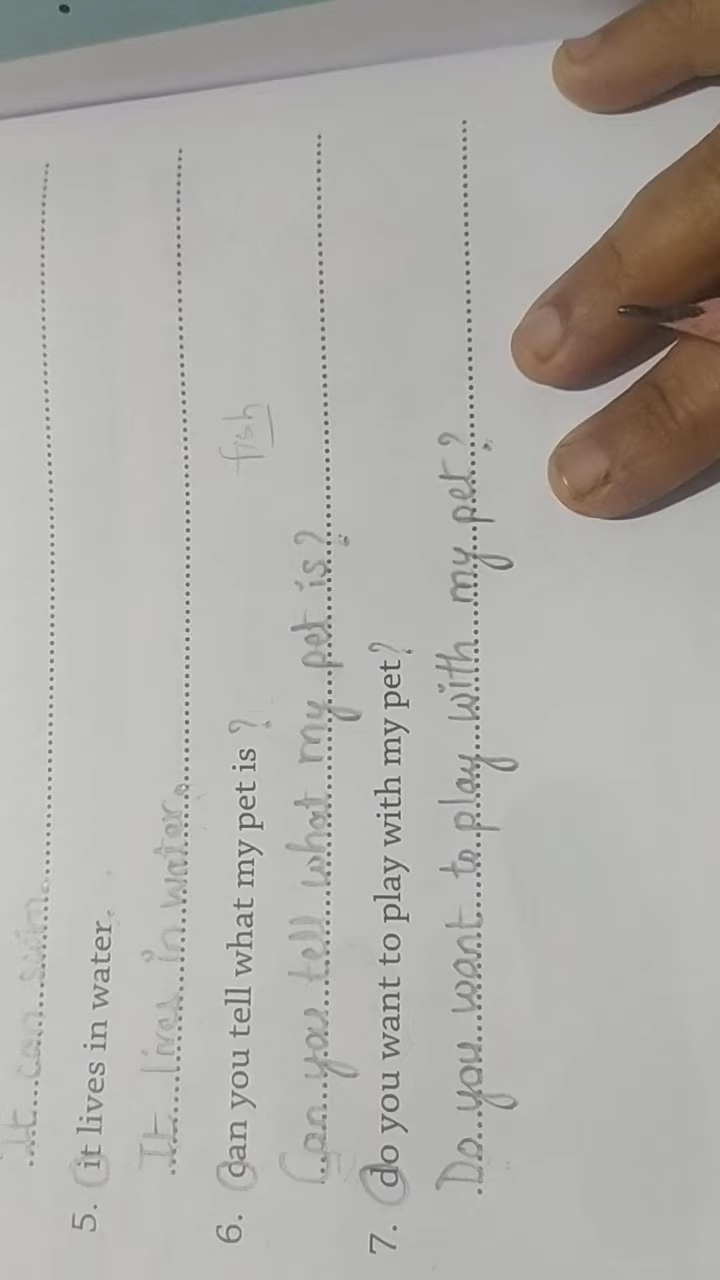 It can swim.
5. it lives in water.
It lives in water.
6. can you tell what my pet is ?
fish
Can you tell what my pet is ?
7. do you want to play with my pet?
Do you want to play with my pet ?